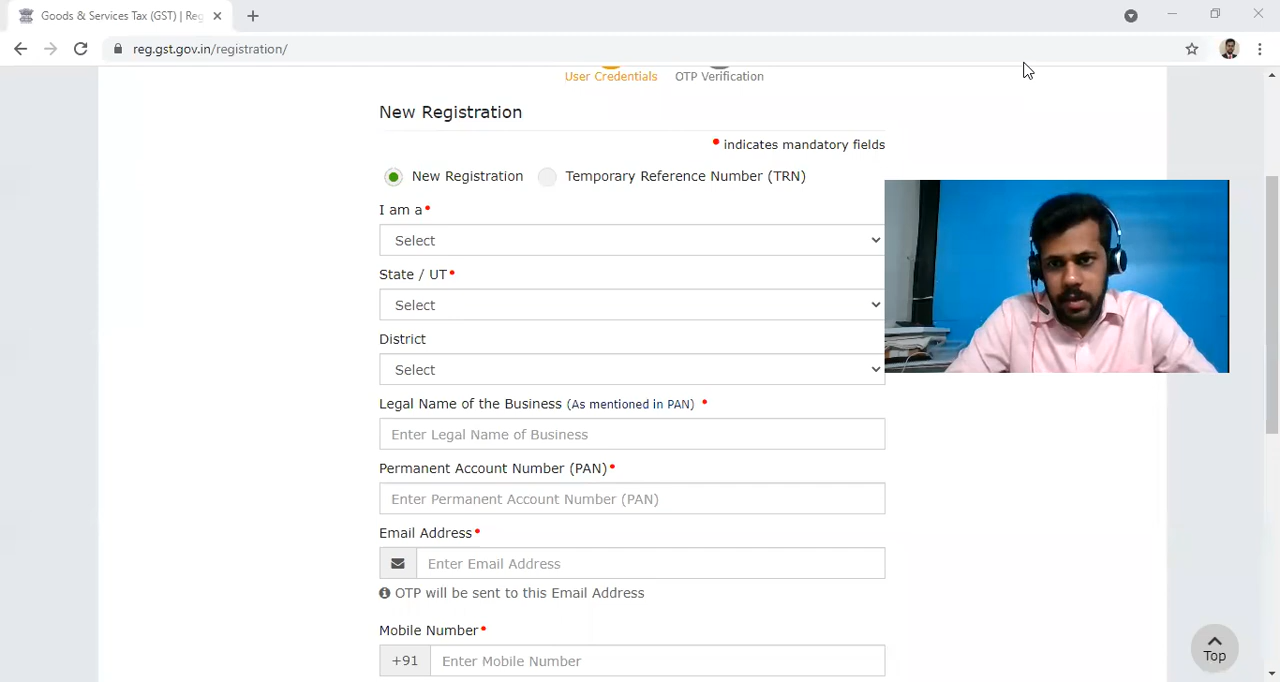 Goods & Services Tax (GST) | Reg
reg.gst.gov.in/registration/
User Credentials
OTP Verification
New Registration
• indicates mandatory fields
New Registration
Temporary Reference Number (TRN)
I am a•
Select
State / UT•
Select
District
Select
Legal Name of the Business (As mentioned in PAN) •
Enter Legal Name of Business
Permanent Account Number (PAN)•
Enter Permanent Account Number (PAN)
Email Address•
Enter Email Address
OTP will be sent to this Email Address
Mobile Number•
+91
Enter Mobile Number
Top